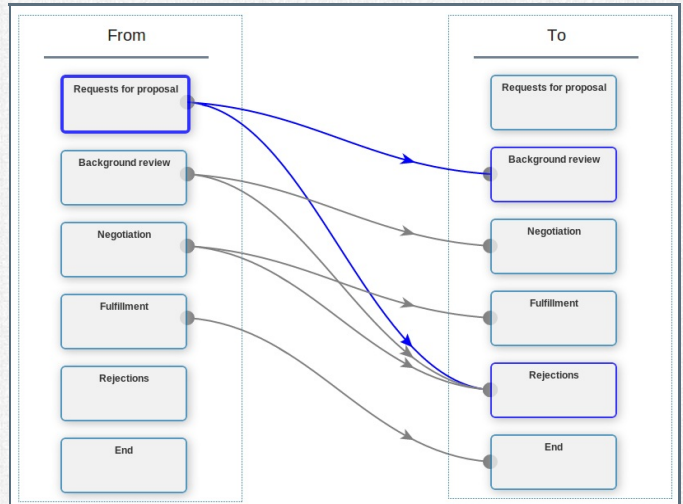 From
To
Requests for proposal
Background review
Negotiation
Fulfillment
Rejections
End
Requests for proposal
Background review
Negotiation
Fulfillment
Rejections
End